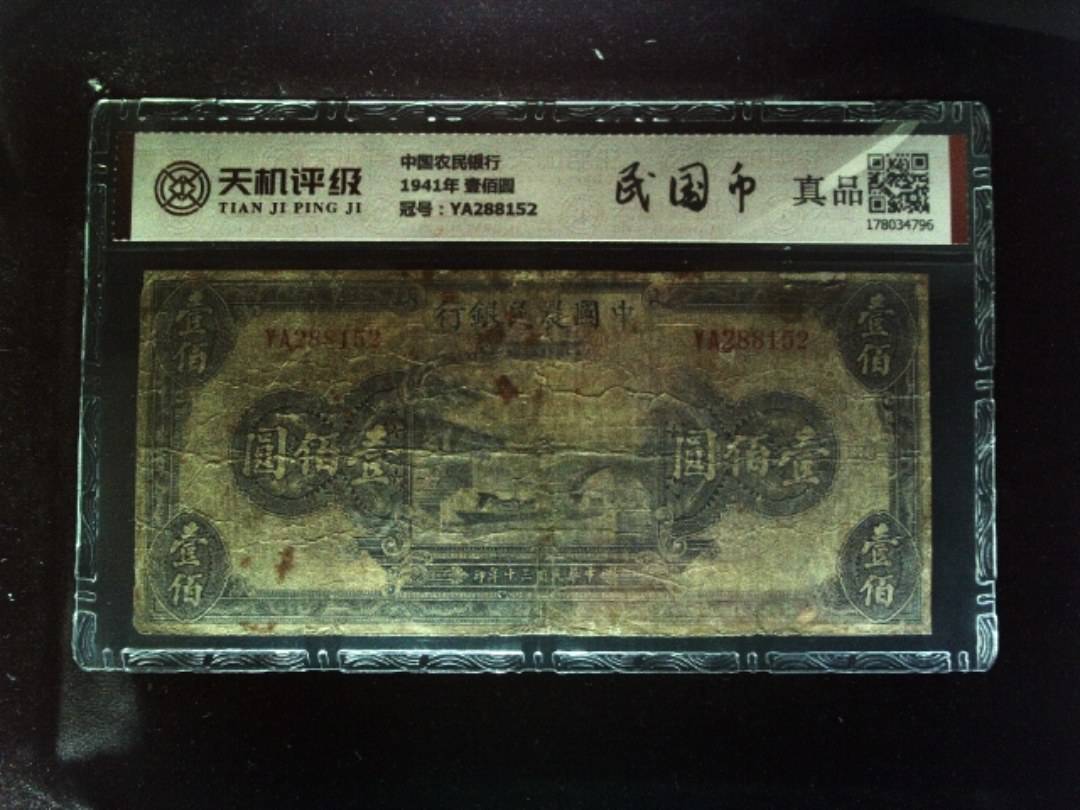 天机评级
TIAN JI PING JI
中国农民银行
1941年 壹佰圆
冠号：YA288152
民国币
真品
178034796
壹佰
行銀民農國中
壹佰
YA288152
YA288152
圓佰壹
圓佰壹
壹佰
壹佰